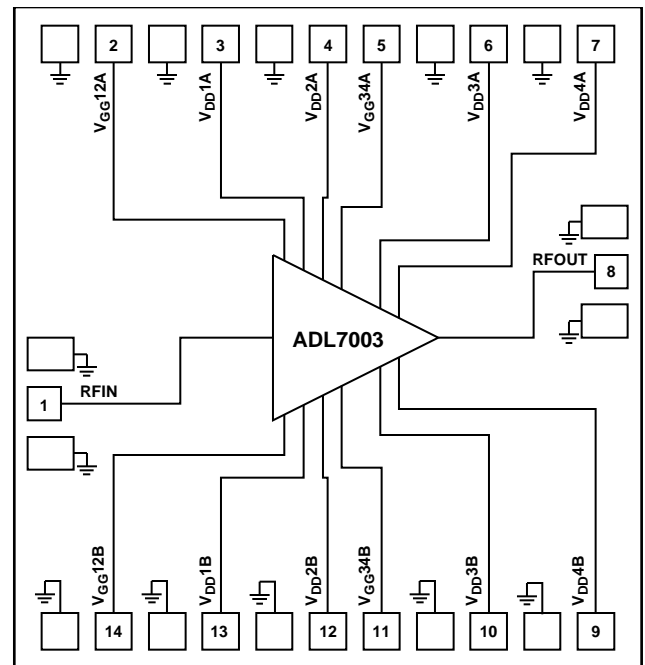 2 3 4 5 6 7
VGG12A
VDD1A
VDD2A
VGG34A
VDD3A
VDD4A
RFOUT
8
ADL7003
RFIN
1
VGG12B
VDD1B
VDD2B
VGG34B
VDD3B
VDD4B
14 13 12 11 10 9